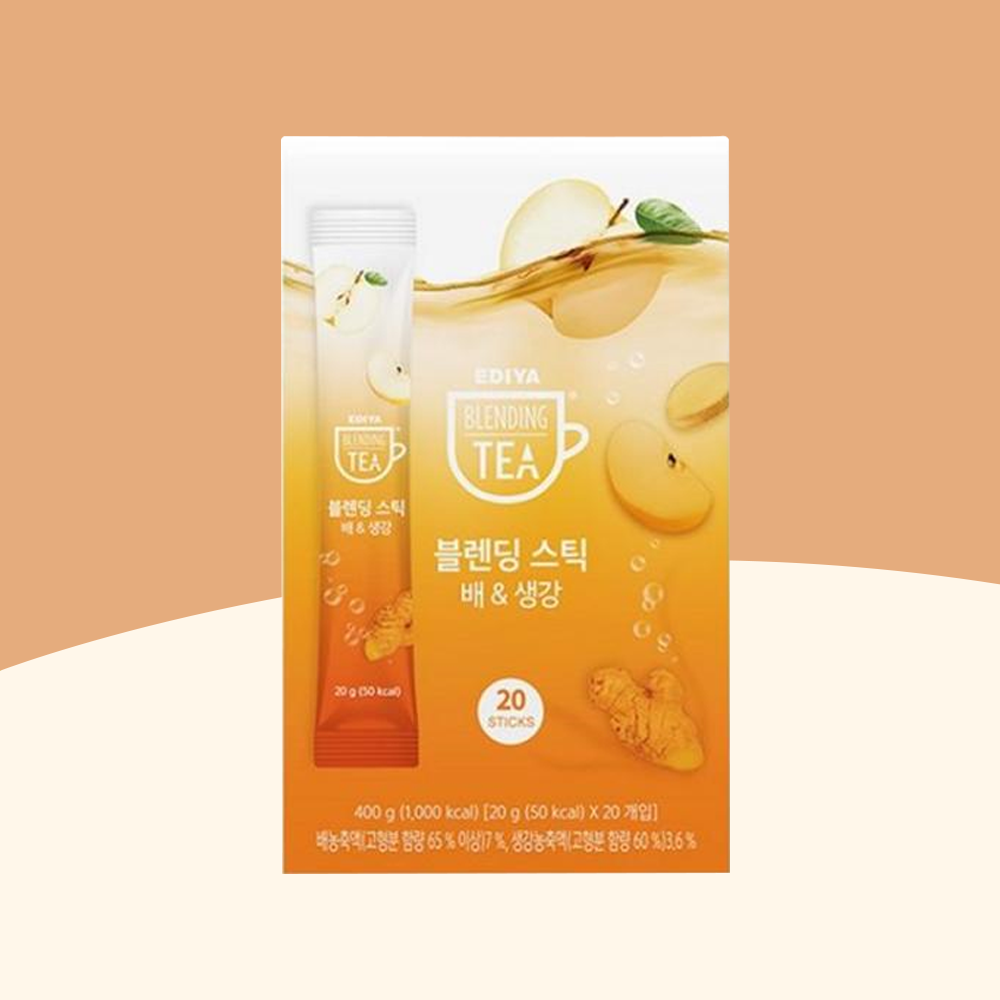 EDIYA
BLENDING
TEA
블렌딩 스틱
배 & 생강
20 g (50 kcal)
EDIYA
BLENDING
TEA
블렌딩 스틱
배 & 생강
20
STICKS
400 g (1,000 kcal) [20 g (50 kcal) X 20 개입]
배농축액(고형분 함량 65 % 이상)7 %, 생강농축액(고형분 함량 60 %)3.6 %